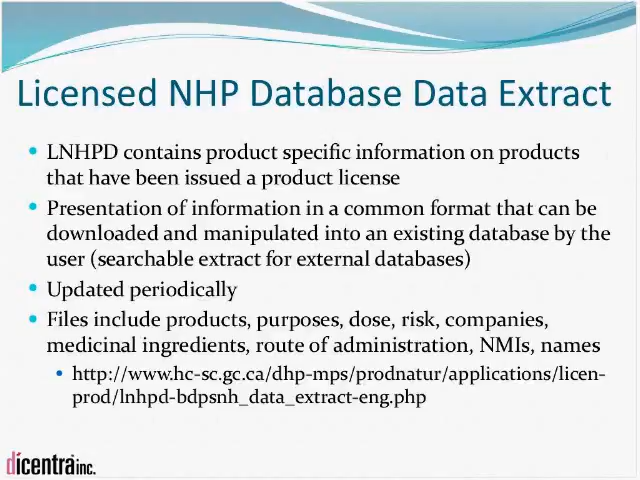 Licensed NHP Database Data Extract
• LNHPD contains product specific information on products
that have been issued a product license
• Presentation of information in a common format that can be
downloaded and manipulated into an existing database by the
user (searchable extract for external databases)
• Updated periodically
• Files include products, purposes, dose, risk, companies,
medicinal ingredients, route of administration, NMIs, names
• http://www.hc-sc.gc.ca/dhp-mps/prodnatur/applications/licen-
prod/lnhpd-bdpsnh_data_extract-eng.php
dicentra inc.